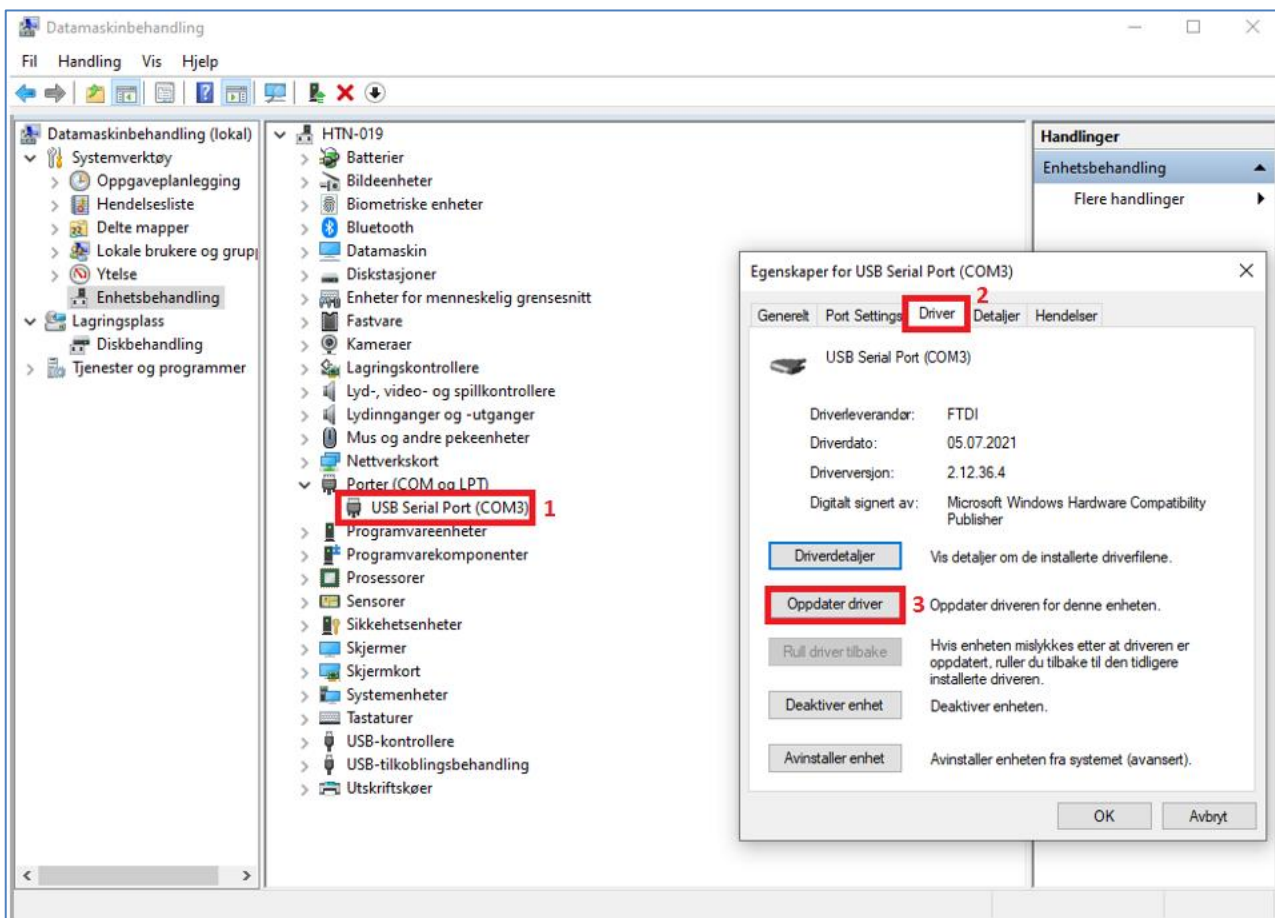 Datamaskinbehandling
Fil Handling Vis Hjelp
Datamaskinbehandling (lokal)
Systemverktøy
Oppgaveplanlegging
Hendelsesliste
Delte mapper
Lokale brukere og grupp
Ytelse
Enhetsbehandling
Lagringsplass
Diskbehandling
Tjenester og programmer
HTN-019
Batterier
Bildeenheter
Biometriske enheter
Bluetooth
Datamaskin
Diskstasjoner
Enheter for menneskelig grensesnitt
Fastvare
Kameraer
Lagringskontrollere
Lyd-, video- og spillkontrollere
Lydinnganger og -utganger
Mus og andre pekeenheter
Nettverkskort
Porter (COM og LPT)
USB Serial Port (COM3) 1
Programvareenheter
Programvarekomponenter
Prosessorer
Sensorer
Sikkehetsenheter
Skjermer
Skjermkort
Systemenheter
Tastaturer
USB-kontrollere
USB-tilkoblingsbehandling
Utskriftskøer
Handlinger
Enhetsbehandling
Flere handlinger
Egenskaper for USB Serial Port (COM3)
2
Generelt Port Settings Driver Detaljer Hendelser
USB Serial Port (COM3)
Driverleverandør: FTDI
Driverdato: 05.07.2021
Driverversjon: 2.12.36.4
Digitalt signert av: Microsoft Windows Hardware Compatibility
Publisher
Driverdetaljer Vis detaljer om de installerte driverfilene.
Oppdater driver 3 Oppdater driveren for denne enheten.
Rull driver tilbake Hvis enheten mislykkes etter at driveren er
oppdatert, ruller du tilbake til den tidligere
installerte driveren.
Deaktiver enhet Deaktiver enheten.
Avinstaller enhet Avinstaller enheten fra systemet (avansert).
OK Avbryt